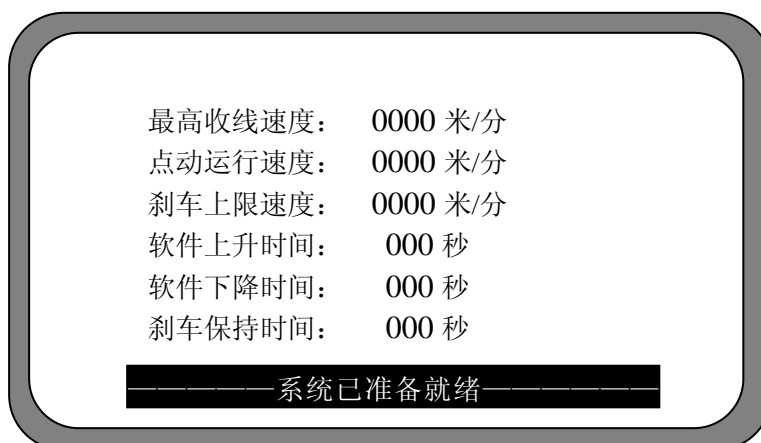 最高收线速度： 0000 米/分
点动运行速度： 0000 米/分
刹车上限速度： 0000 米/分
软件上升时间： 000 秒
软件下降时间： 000 秒
刹车保持时间： 000 秒
—————系统已准备就绪——————